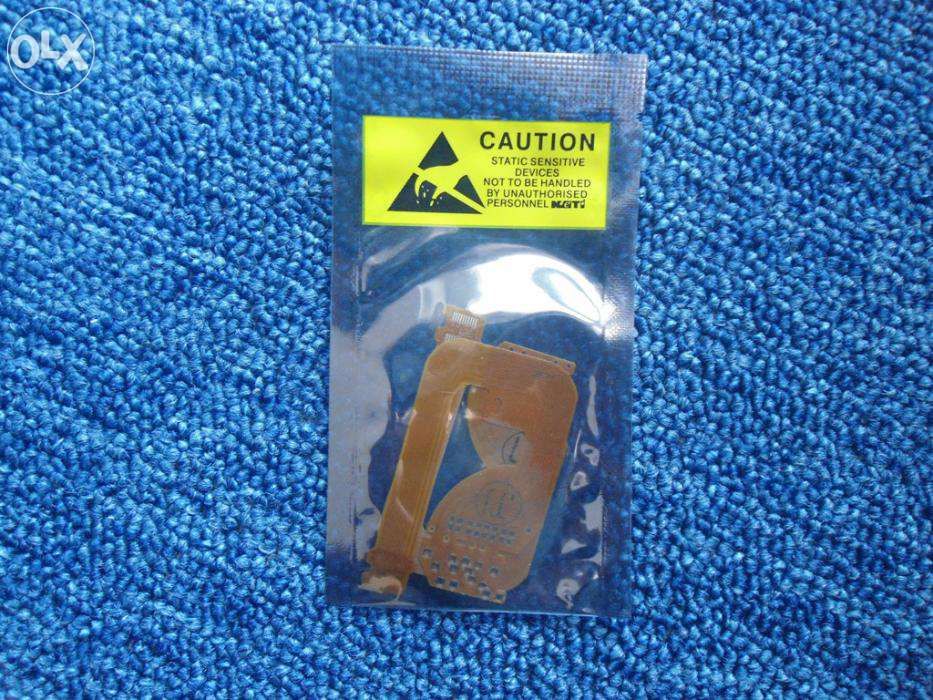 OLX
CAUTION
STATIC SENSITIVE
DEVICES
NOT TO BE HANDLED
BY UNAUTHORISED
PERSONNEL